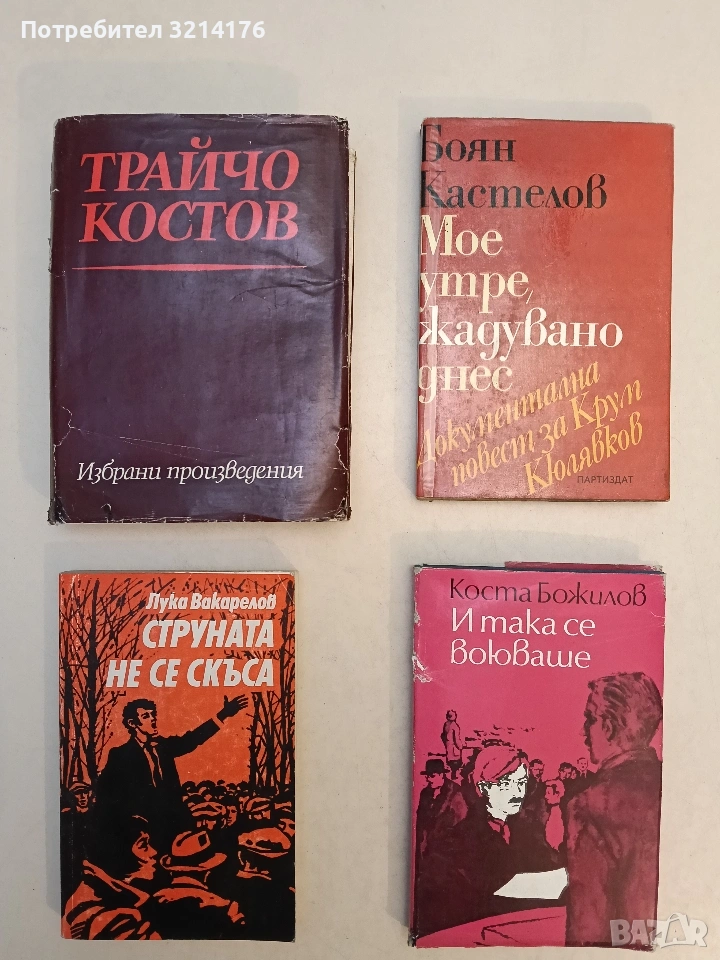 Потребител 3214176
ТРАЙЧО
КОСТОВ
Избрани произведения
Боян
Кастелов
Мое
утре,
жадувано
днес
Документална
повест за Крум
Кюлявков
ПАРТИЗДАТ
Лука Вакарелов
СТРУНАТА
НЕ СЕ СКЪСА
Коста Божилов
И така се
воюваше
BAZAR